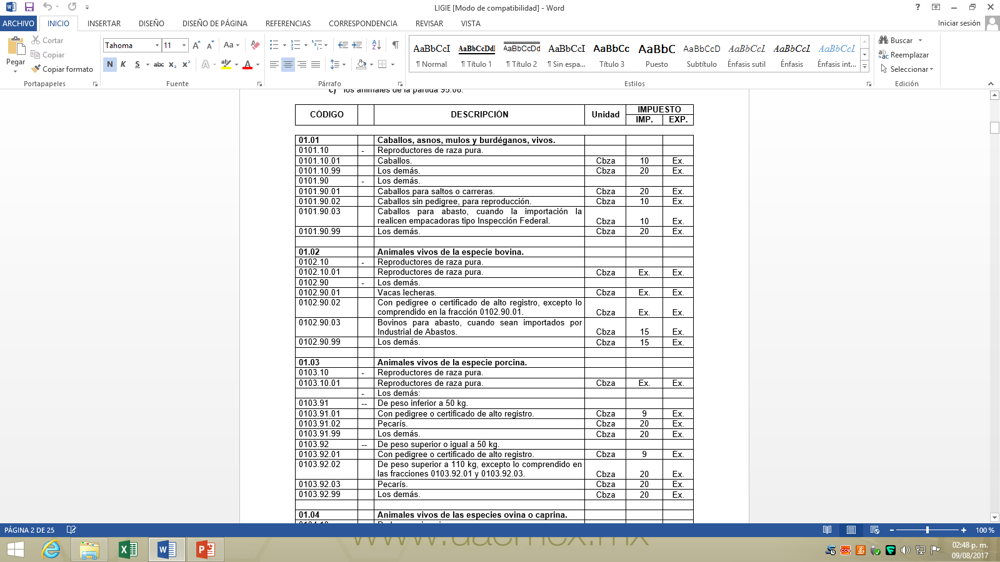 LIGIE [Modo de compatibilidad] - Word
ARCHIVO INICIO INSERTAR DISEÑO DISEÑO DE PÁGINA REFERENCIAS CORRESPONDENCIA REVISAR VISTA Iniciar sesión
Pegar
Cortar
Copiar
Copiar formato
Portapapeles
Tahoma 11
Fuente
Párrafo
AaBbCcI AaBbCcDd AaBbCcDd AaBbCcI AaBbCc AaBbC AaBbCcD AaBbCcI AaBbCcI AaBbCcI
¶ Normal ¶ Título 1 ¶ Título 2 ¶ Sin espa... Título 3 Puesto Subtítulo Énfasis sutil Énfasis Énfasis int...
Estilos
Buscar
Reemplazar
Seleccionar
Edición
c) los animales de la partida 95.08.
CÓDIGO DESCRIPCIÓN Unidad IMPUESTO
IMP. EXP.
01.01 Caballos, asnos, mulos y burdéganos, vivos.
0101.10 - Reproductores de raza pura.
0101.10.01 Caballos. Cbza 10 Ex.
0101.10.99 Los demás. Cbza 20 Ex.
0101.90 - Los demás.
0101.90.01 Caballos para saltos o carreras. Cbza 20 Ex.
0101.90.02 Caballos sin pedigree, para reproducción. Cbza 10 Ex.
0101.90.03 Caballos para abasto, cuando la importación la
realicen empacadoras tipo Inspección Federal. Cbza 10 Ex.
0101.90.99 Los demás. Cbza 20 Ex.
01.02 Animales vivos de la especie bovina.
0102.10 - Reproductores de raza pura.
0102.10.01 Reproductores de raza pura. Cbza Ex. Ex.
0102.90 - Los demás.
0102.90.01 Vacas lecheras. Cbza Ex. Ex.
0102.90.02 Con pedigree o certificado de alto registro, excepto lo
comprendido en la fracción 0102.90.01. Cbza Ex. Ex.
0102.90.03 Bovinos para abasto, cuando sean importados por
Industrial de Abastos. Cbza 15 Ex.
0102.90.99 Los demás. Cbza 15 Ex.
01.03 Animales vivos de la especie porcina.
0103.10 - Reproductores de raza pura.
0103.10.01 Reproductores de raza pura. Cbza Ex. Ex.
- Los demás:
0103.91 -- De peso inferior a 50 kg.
0103.91.01 Con pedigree o certificado de alto registro. Cbza 9 Ex.
0103.91.02 Pecarís. Cbza 20 Ex.
0103.91.99 Los demás. Cbza 20 Ex.
0103.92 -- De peso superior o igual a 50 kg.
0103.92.01 Con pedigree o certificado de alto registro. Cbza 9 Ex.
0103.92.02 De peso superior a 110 kg, excepto lo comprendido en
las fracciones 0103.92.01 y 0103.92.03. Cbza 20 Ex.
0103.92.03 Pecarís. Cbza 20 Ex.
0103.92.99 Los demás. Cbza 20 Ex.
01.04 Animales vivos de las especies ovina o caprina.
PÁGINA 2 DE 25 100 %
02:48 p. m.
09/08/2017